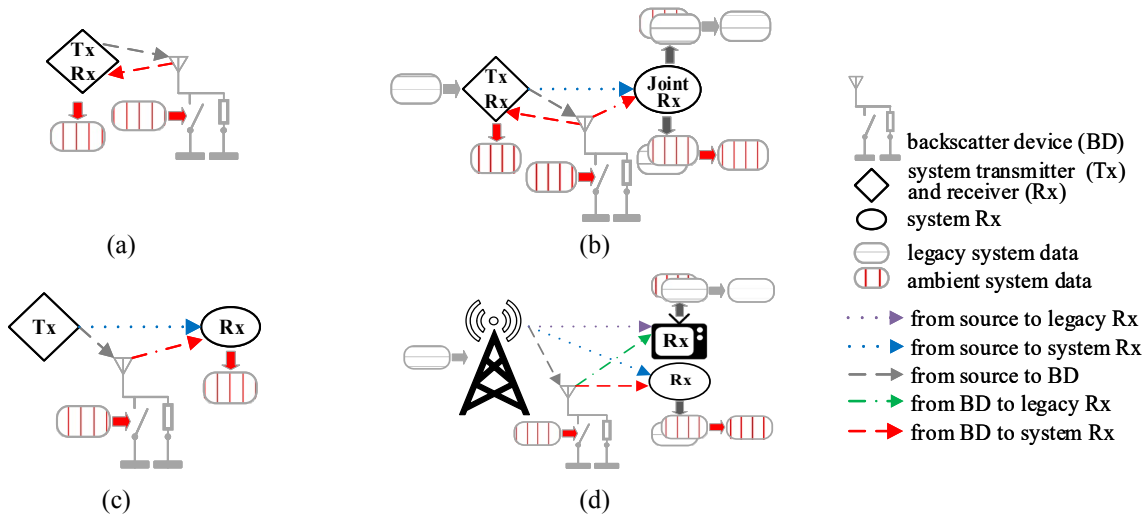 Tx
Rx
(a)
Tx
Rx
Joint
Rx
(b)
Tx
Rx
(c)
Rx
Rx
(d)
backscatter device (BD)
system transmitter (Tx)
and receiver (Rx)
system Rx
legacy system data
ambient system data
from source to legacy Rx
from source to system Rx
from source to BD
from BD to legacy Rx
from BD to system Rx